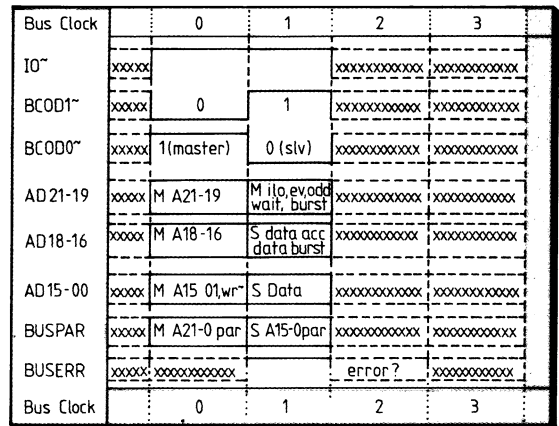 Bus Clock 0 1 2 3
IO~ xxxxx xxxxxxxxxxxx xxxxxxxxxxxx
BCOD1~ xxxxx 0 1 xxxxxxxxxxxx xxxxxxxxxxxx
BCOD0~ xxxxx 1(master) 0 (slv) xxxxxxxxxxxx xxxxxxxxxxxx
AD21-19 xxxxx M A21-19 M ilo,ev,odd xxxxxxxxxxxx xxxxxxxxxxxx
wait, burst
AD18-16 xxxxx M A18-16 S data acc xxxxxxxxxxxx xxxxxxxxxxxx
data burst
AD15-00 xxxxx M A15 01,wr~ S Data xxxxxxxxxxxx xxxxxxxxxxxx
BUSPAR xxxxx M A21-0 par S A15-0par xxxxxxxxxxxx xxxxxxxxxxxx
BUSERR xxxxx xxxxxxxxxxxx error? xxxxxxxxxxxx
Bus Clock 0 1 2 3